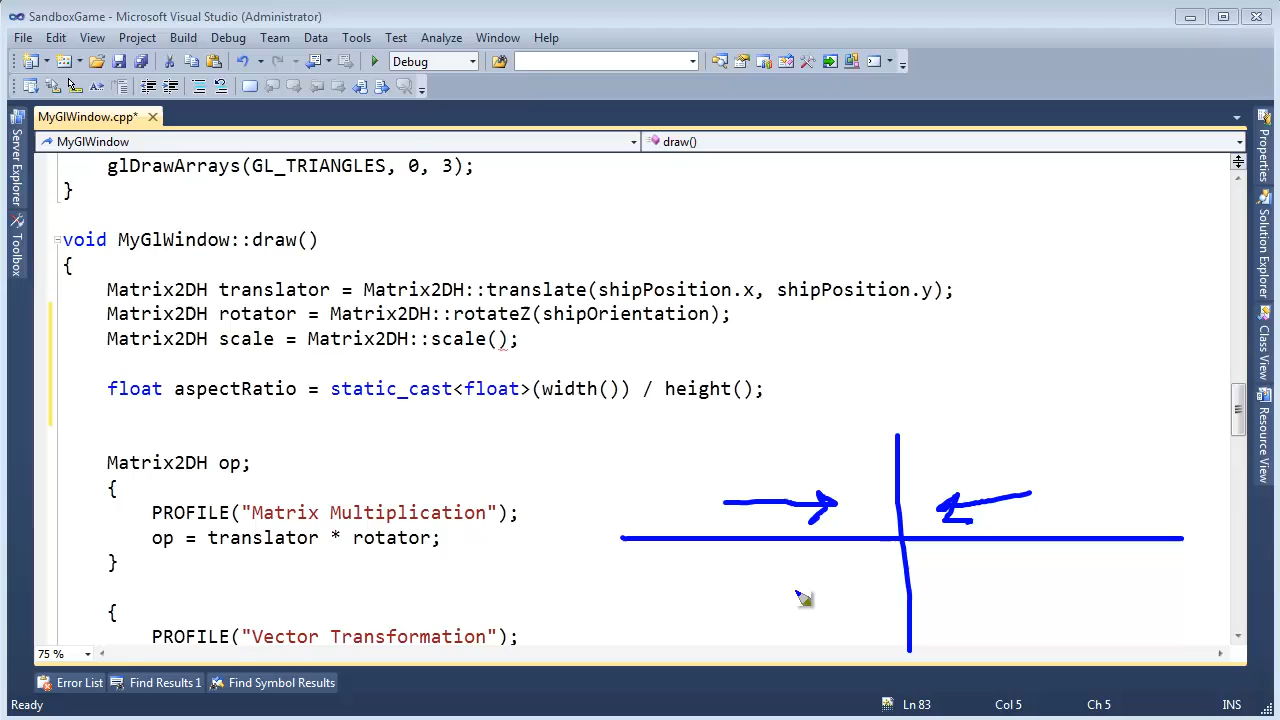 SandboxGame - Microsoft Visual Studio (Administrator)
File Edit View Project Build Debug Team Data Tools Test Analyze Window Help
Debug
MyGlWindow.cpp*
MyGlWindow draw()
Server Explorer
Toolbox
glDrawArrays(GL_TRIANGLES, 0, 3);
}
void MyGlWindow::draw()
{
Matrix2DH translator = Matrix2DH::translate(shipPosition.x, shipPosition.y);
Matrix2DH rotator = Matrix2DH::rotateZ(shipOrientation);
Matrix2DH scale = Matrix2DH::scale();
float aspectRatio = static_cast<float>(width()) / height();
Matrix2DH op;
{
PROFILE("Matrix Multiplication");
op = translator * rotator;
}
{
PROFILE("Vector Transformation");
Properties
Solution Explorer
Class View
Resource View
75 %
Error List Find Results 1 Find Symbol Results
Ready Ln 83 Col 5 Ch 5 INS